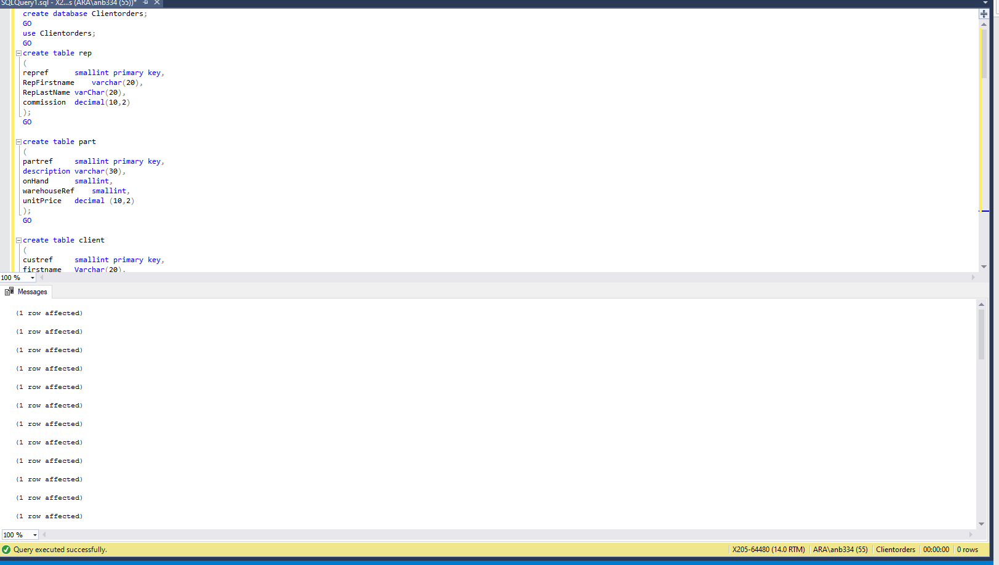 SQLQuery1.sql - X2...s (ARA\anb334 (55))*
create database Clientorders;
GO
use Clientorders;
GO
create table rep
(
repref smallint primary key,
RepFirstname varchar(20),
RepLastName varChar(20),
commission decimal(10,2)
);
GO
create table part
(
partref smallint primary key,
description varchar(30),
onHand smallint,
warehouseRef smallint,
unitPrice decimal (10,2)
);
GO
create table client
(
custref smallint primary key,
firstname Varchar(20),
100 %
Messages
(1 row affected)
(1 row affected)
(1 row affected)
(1 row affected)
(1 row affected)
(1 row affected)
(1 row affected)
(1 row affected)
(1 row affected)
(1 row affected)
(1 row affected)
(1 row affected)
100 %
Query executed successfully. X205-64480 (14.0 RTM) ARA\anb334 (55) Clientorders 00:00:00 0 rows